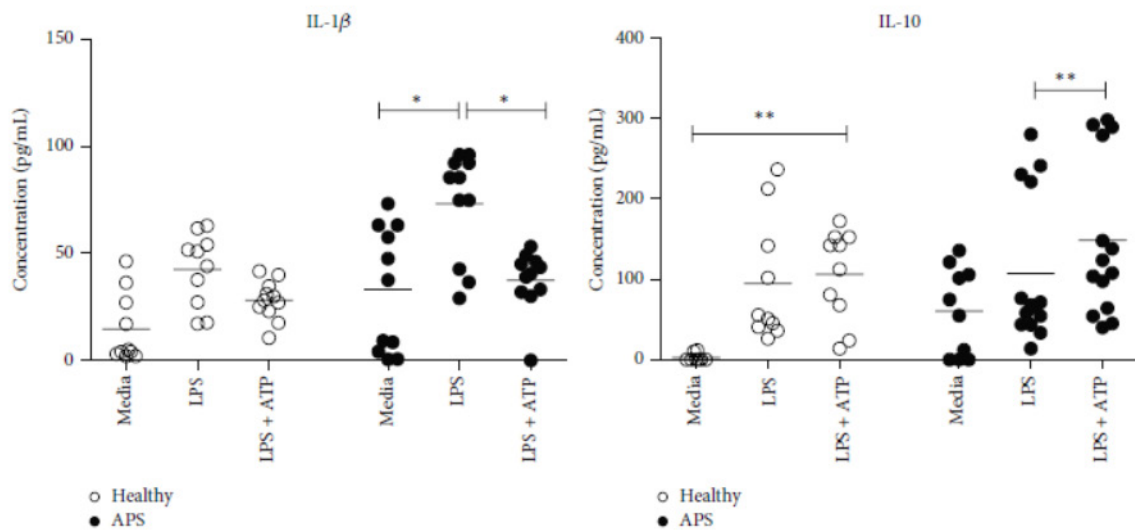 IL-1β
Concentration (pg/mL)
150
100
50
0
*
*
Media
LPS
LPS + ATP
Media
LPS
LPS + ATP
Healthy
APS
IL-10
Concentration (pg/mL)
400
300
200
100
0
**
**
Media
LPS
LPS + ATP
Media
LPS
LPS + ATP
Healthy
APS